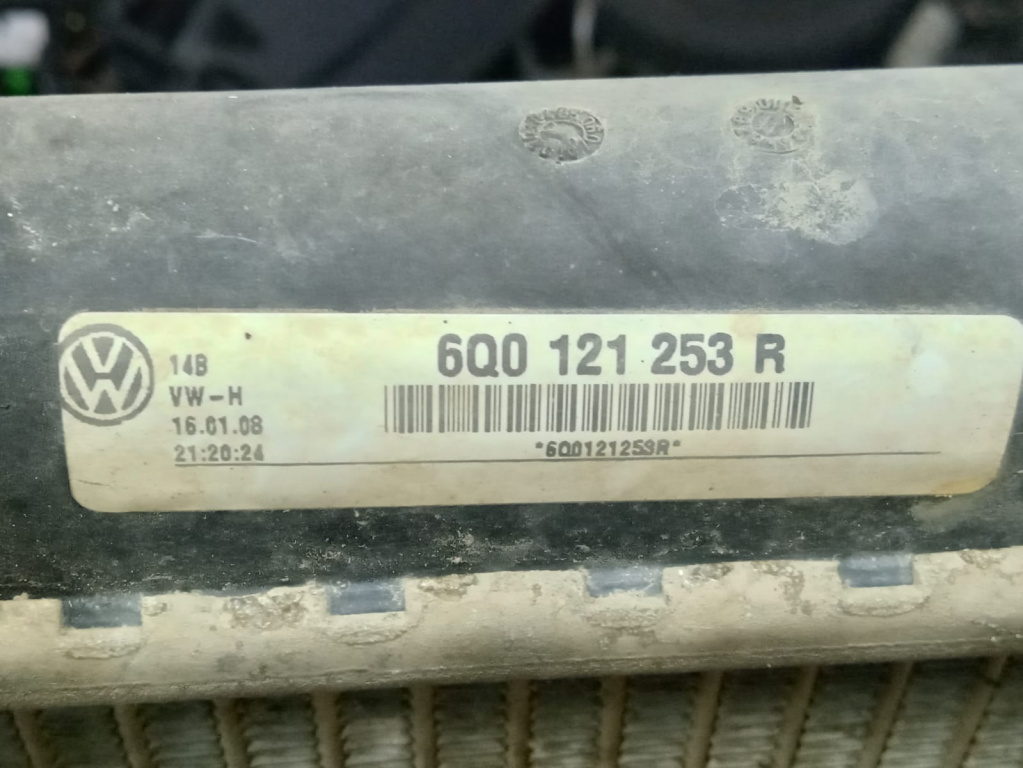 6Q0 121 253 R
14B
VW-H
16.01.08
21:20:24
*6Q0121253R*